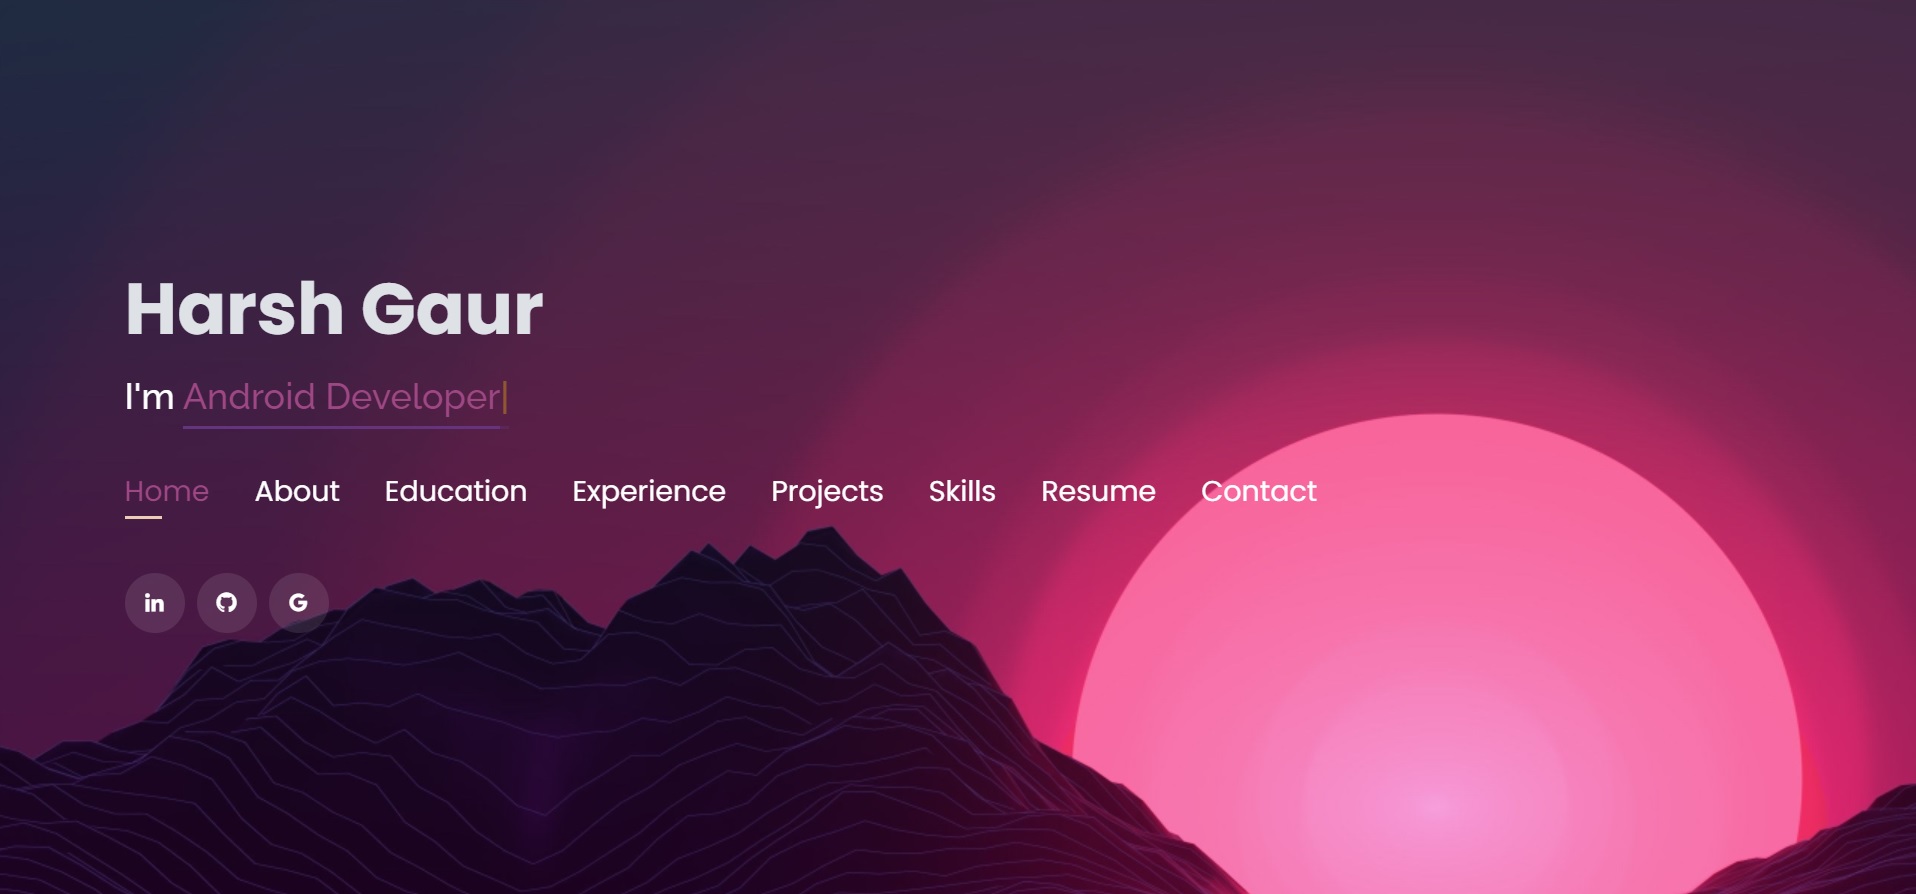 Harsh Gaur
I'm Android Developer
Home About Education Experience Projects Skills Resume Contact
in G